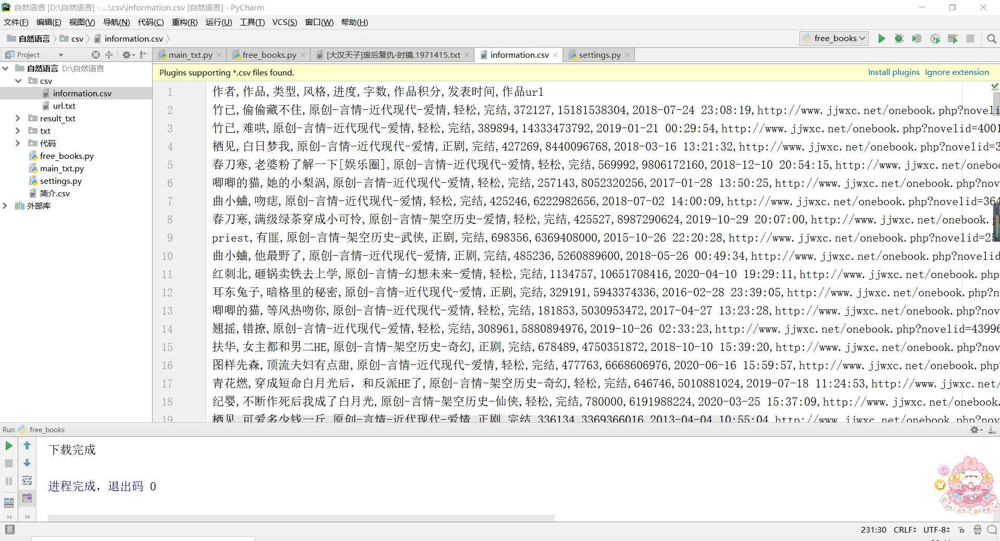 自然语言 [D:\自然语言] - ...\csv\information.csv [自然语言] - PyCharm
文件(F) 编辑(E) 视图(V) 导航(N) 代码(C) 重构(R) 运行(U) 工具(T) VCS(S) 窗口(W) 帮助(H)
自然语言 csv information.csv free_books
Project main_txt.py free_books.py [大汉天子]废后复仇-时镜.1971415.txt information.csv settings.py
自然语言 D:\自然语言
csv
information.csv
url.txt
result_txt
txt
代码
free_books.py
main_txt.py
settings.py
简介.csv
外部库
Plugins supporting *.csv files found. Install plugins Ignore extension
1 作者,作品,类型,风格,进度,字数,作品积分,发表时间,作品url
2 竹已,偷偷藏不住,原创-言情-近代现代-爱情,轻松,完结,372127,15181538304,2018-07-24 23:08:19,http://www.jjwxc.net/onebook.php?noveli
3 竹已,难哄,原创-言情-近代现代-爱情,轻松,完结,389894,14333473792,2019-01-21 00:29:54,http://www.jjwxc.net/onebook.php?novelid=4001
4 栖见,白日梦我,原创-言情-近代现代-爱情,正剧,完结,427269,8440096768,2018-03-16 13:21:32,http://www.jjwxc.net/onebook.php?novelid=3
5 春刀寒,老婆粉了解一下[娱乐圈],原创-言情-近代现代-爱情,轻松,完结,569992,9806172160,2018-12-10 20:54:15,http://www.jjwxc.net/oneboo
6 唧唧的猫,她的小梨涡,原创-言情-近代现代-爱情,轻松,完结,257143,8052320256,2017-01-28 13:50:25,http://www.jjwxc.net/onebook.php?nov
7 曲小蛐,吻痣,原创-言情-近代现代-爱情,轻松,完结,425246,6222982656,2018-07-02 14:00:09,http://www.jjwxc.net/onebook.php?novelid=364
8 春刀寒,满级绿茶穿成小可怜,原创-言情-架空历史-爱情,轻松,完结,425527,8987290624,2019-10-29 20:07:00,http://www.jjwxc.net/onebook.p
9 priest,有匪,原创-言情-架空历史-武侠,正剧,完结,698356,6369408000,2015-10-26 22:20:28,http://www.jjwxc.net/onebook.php?novelid=25
10 曲小蛐,他最野了,原创-言情-近代现代-爱情,正剧,完结,485236,5260889600,2018-05-26 00:49:34,http://www.jjwxc.net/onebook.php?novelid
11 红刺北,砸锅卖铁去上学,原创-言情-幻想未来-爱情,轻松,完结,1134757,10651708416,2020-04-10 19:29:11,http://www.jjwxc.net/onebook.php
12 耳东兔子,暗格里的秘密,原创-言情-近代现代-爱情,正剧,完结,329191,5943374336,2016-02-28 23:39:05,http://www.jjwxc.net/onebook.php?n
13 唧唧的猫,等风热吻你,原创-言情-近代现代-爱情,轻松,完结,181853,5030953472,2017-04-27 13:23:28,http://www.jjwxc.net/onebook.php?nov
14 翘摇,错撩,原创-言情-近代现代-爱情,轻松,完结,308961,5880894976,2019-10-26 02:33:23,http://www.jjwxc.net/onebook.php?novelid=43996
15 扶华,女主都和男二HE,原创-言情-架空历史-奇幻,正剧,完结,678489,4750351872,2018-10-10 15:39:20,http://www.jjwxc.net/onebook.php?nov
16 图样先森,顶流夫妇有点甜,原创-言情-近代现代-爱情,轻松,完结,477763,6668606976,2020-06-16 15:59:57,http://www.jjwxc.net/onebook.php?
17 青花燃,穿成短命白月光后，和反派HE了,原创-言情-架空历史-奇幻,轻松,完结,646746,5010881024,2019-07-18 11:24:53,http://www.jjwxc.net/
18 纪婴,不断作死后我成了白月光,原创-言情-架空历史-仙侠,轻松,完结,780000,6191988224,2020-03-25 15:37:09,http://www.jjwxc.net/onebook.
19 栖见,可爱多少钱一斤,原创-言情-近代现代-爱情,正剧,完结,336134,3369366016,2013-04-04 10:55:04,http://www.jjwxc.net/onebook.php?nov
Run free_books
下载完成
进程完成，退出码 0
231:30 CRLF UTF-8